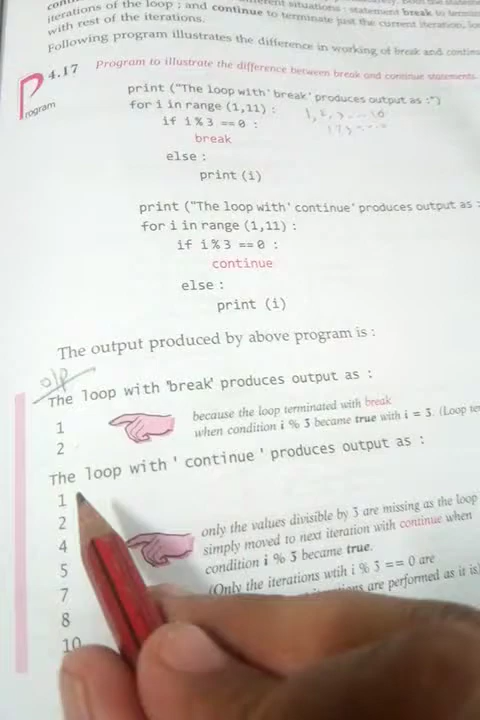 iterations of the loop ; and continue to terminate just the current iteration,
with rest of the iterations.
Following program illustrates the difference in working of break and
4.17 Program to illustrate the difference between break and continue statements.
Program
print ("The loop with' break' produces output as :")
for i in range (1,11) :
if i % 3 == 0 :
break
else :
print (i)
print ("The loop with' continue' produces output as :
for i in range (1,11) :
if i % 3 == 0 :
continue
else :
print (i)
The output produced by above program is :
o/p
The loop with 'break' produces output as :
1
2
because the loop terminated with break
when condition i % 3 became true with i = 3. (Loop
The loop with ' continue ' produces output as :
1
2
4
5
7
8
10
only the values divisible by 3 are missing as the loop
simply moved to next iteration with continue when
condition i % 3 became true.
(Only the iterations wtih i % 3 == 0 are
are performed as it is)